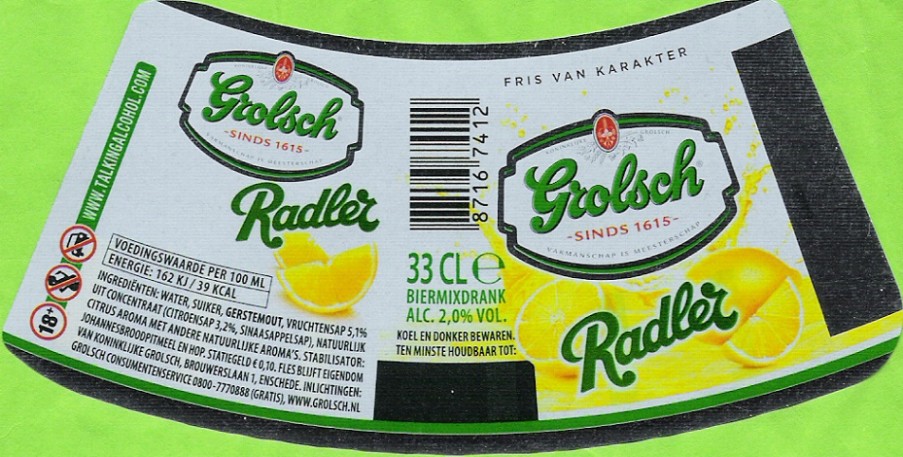 WWW.TALKINGALCOHOL.COM
18+
Grolsch
-SINDS 1615-
VAKMANSCHAP IS MEESTERSCHAP
Radler
VOEDINGSWAARDE PER 100 ML
ENERGIE: 162 KJ / 39 KCAL
INGREDIËNTEN: WATER, SUIKER, GERSTEMOUT, VRUCHTENSAP 5,1%
UIT CONCENTRAAT (CITROENSAP 3,2%, SINAASAPPELSAP), NATUURLIJK
CITRUS AROMA MET ANDERE NATUURLIJKE AROMA'S. STABILISATOR:
JOHANNESBROODPITMEEL EN HOP. STATIEGELD € 0,10. FLES BLIJFT EIGENDOM
VAN KONINKLIJKE GROLSCH, BROUWERSLAAN 1, ENSCHEDE. INLICHTINGEN:
GROLSCH CONSUMENTENSERVICE 0800-7770888 (GRATIS), WWW.GROLSCH.NL
87167412
33 CL e
BIERMIXDRANK
ALC. 2,0% VOL.
KOEL EN DONKER BEWAREN.
TEN MINSTE HOUDBAAR TOT:
FRIS VAN KARAKTER
KONINKLIJKE GROLSCH
Grolsch
-SINDS 1615-
VAKMANSCHAP IS MEESTERSCHAP
Radler